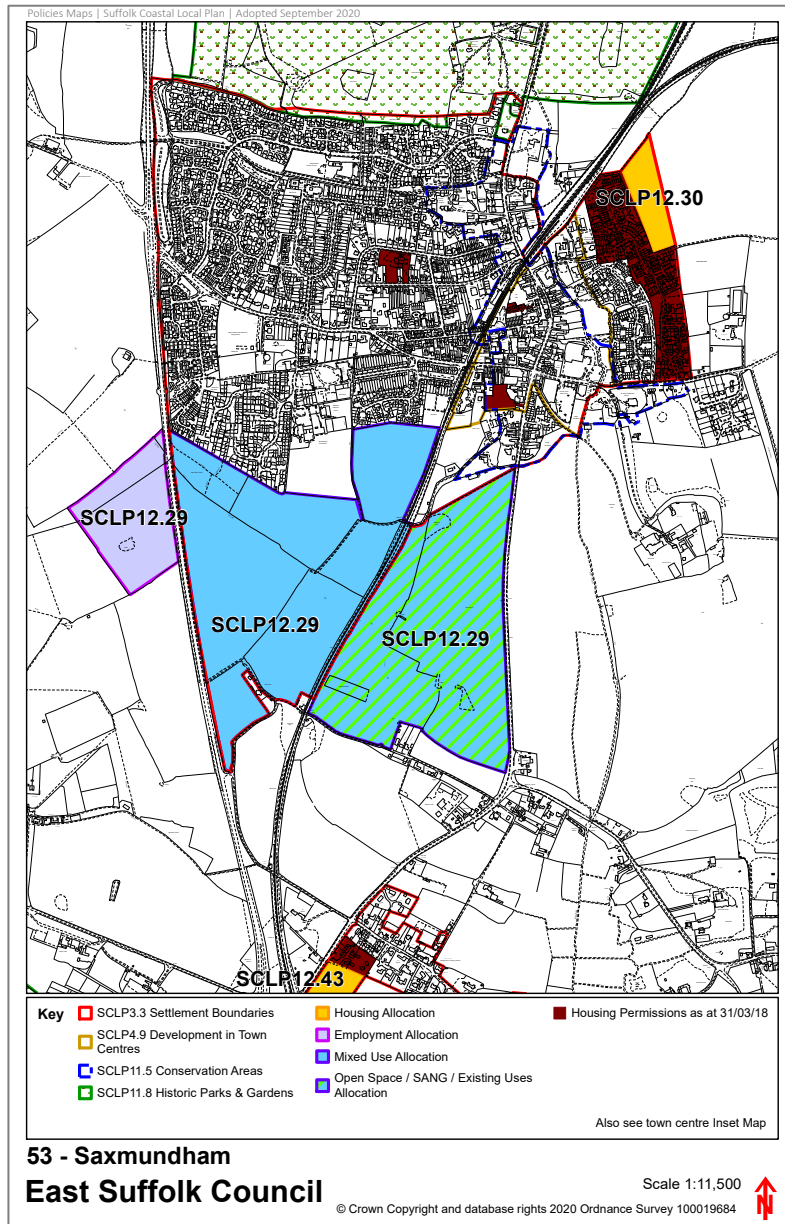 Policies Maps | Suffolk Coastal Local Plan | Adopted September 2020
SCLP12.30
SCLP12.29
SCLP12.29
SCLP12.29
SCLP12.43
Key
SCLP3.3 Settlement Boundaries
SCLP4.9 Development in Town
Centres
SCLP11.5 Conservation Areas
SCLP11.8 Historic Parks & Gardens
Housing Allocation
Employment Allocation
Mixed Use Allocation
Open Space / SANG / Existing Uses
Allocation
Housing Permissions as at 31/03/18
Also see town centre Inset Map
53 - Saxmundham
East Suffolk Council
Scale 1:11,500
© Crown Copyright and database rights 2020 Ordnance Survey 100019684
N